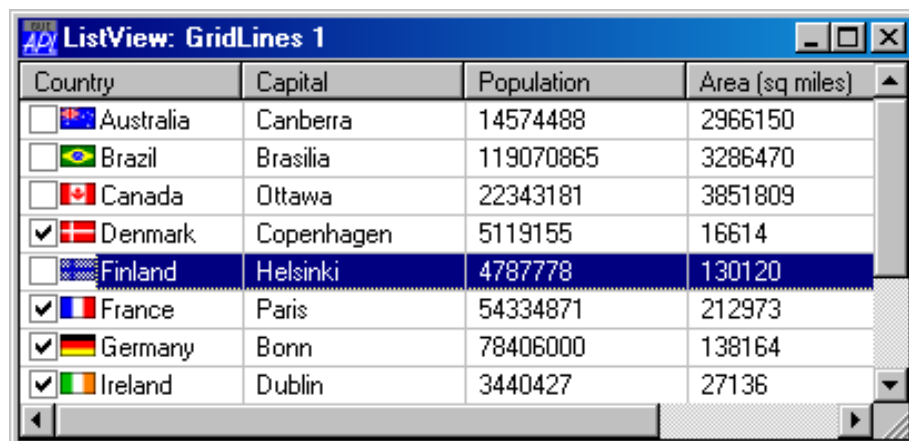 API ListView: GridLines 1
Country Capital Population Area (sq miles)
Australia Canberra 14574488 2966150
Brazil Brasilia 119070865 3286470
Canada Ottawa 22343181 3851809
Denmark Copenhagen 5119155 16614
Finland Helsinki 4787778 130120
France Paris 54334871 212973
Germany Bonn 78406000 138164
Ireland Dublin 3440427 27136